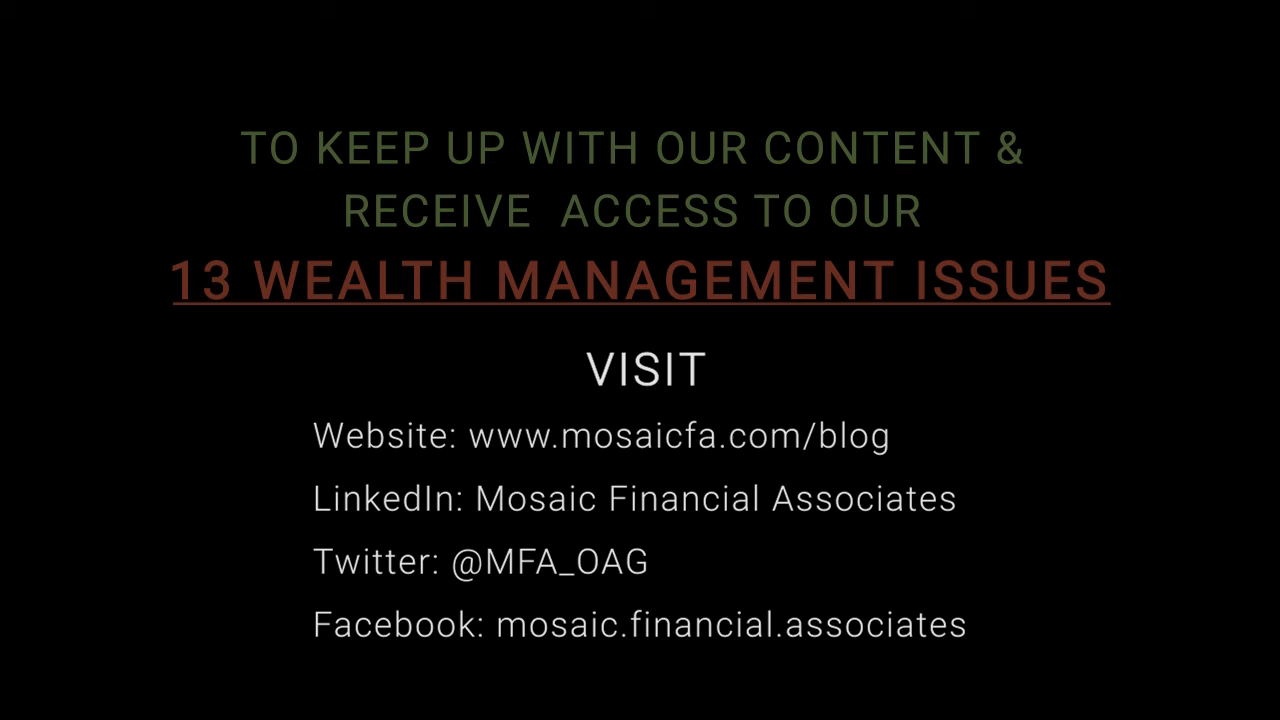 TO KEEP UP WITH OUR CONTENT &
RECEIVE ACCESS TO OUR
13 WEALTH MANAGEMENT ISSUES
VISIT
Website: www.mosaicfa.com/blog
LinkedIn: Mosaic Financial Associates
Twitter: @MFA_OAG
Facebook: mosaic.financial.associates